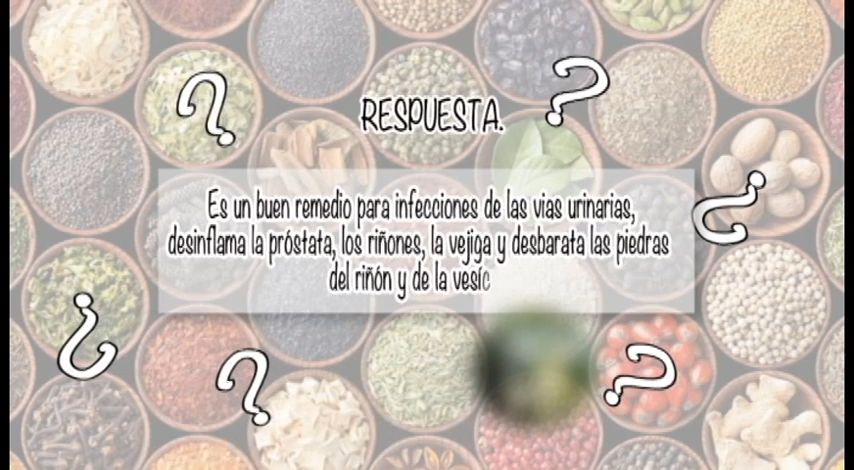 RESPUESTA.
Es un buen remedio para infecciones de las vias urinarias,
desinflama la próstata, los riñones, la vejiga y desbarata las piedras
del riñón y de la vesíc